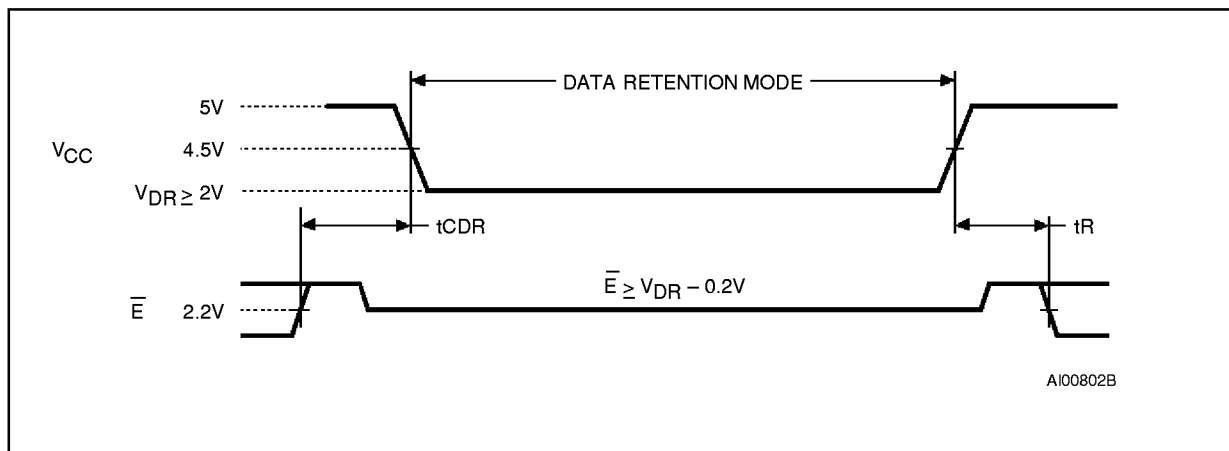 DATA RETENTION MODE
5V
VCC 4.5V
VDR ≥ 2V
tCDR
tR
E̅ ≥ VDR – 0.2V
E̅ 2.2V
AI00802B